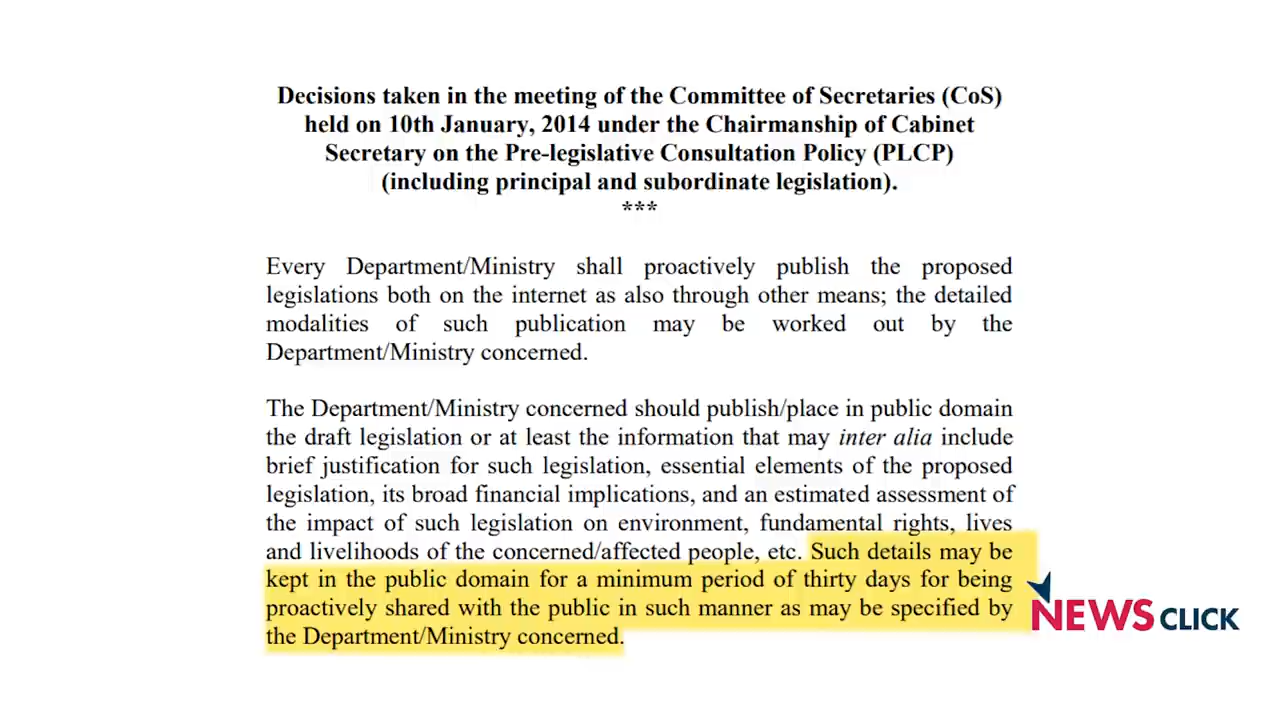 Decisions taken in the meeting of the Committee of Secretaries (CoS)
held on 10th January, 2014 under the Chairmanship of Cabinet
Secretary on the Pre-legislative Consultation Policy (PLCP)
(including principal and subordinate legislation).
***
Every Department/Ministry shall proactively publish the proposed
legislations both on the internet as also through other means; the detailed
modalities of such publication may be worked out by the
Department/Ministry concerned.
The Department/Ministry concerned should publish/place in public domain
the draft legislation or at least the information that may inter alia include
brief justification for such legislation, essential elements of the proposed
legislation, its broad financial implications, and an estimated assessment of
the impact of such legislation on environment, fundamental rights, lives
and livelihoods of the concerned/affected people, etc. Such details may be
kept in the public domain for a minimum period of thirty days for being
proactively shared with the public in such manner as may be specified by
the Department/Ministry concerned.
NEWSCLICK